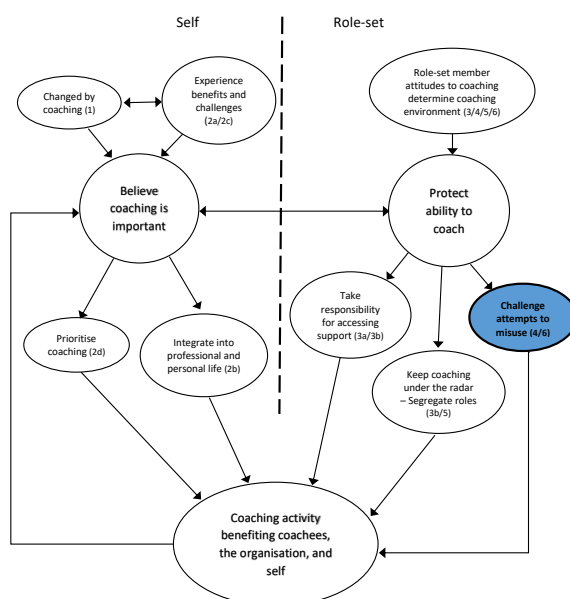 Self
Role-set
Changed by
coaching (1)
Experience
benefits and
challenges
(2a/2c)
Role-set member
attitudes to coaching
determine coaching
environment (3/4/5/6)
Believe
coaching is
important
Protect
ability to
coach
Prioritise
coaching (2d)
Integrate into
professional and
personal life (2b)
Take
responsibility
for accessing
support (3a/3b)
Challenge
attempts to
misuse (4/6)
Keep coaching
under the radar
– Segregate roles
(3b/5)
Coaching activity
benefiting coachees,
the organisation, and
self